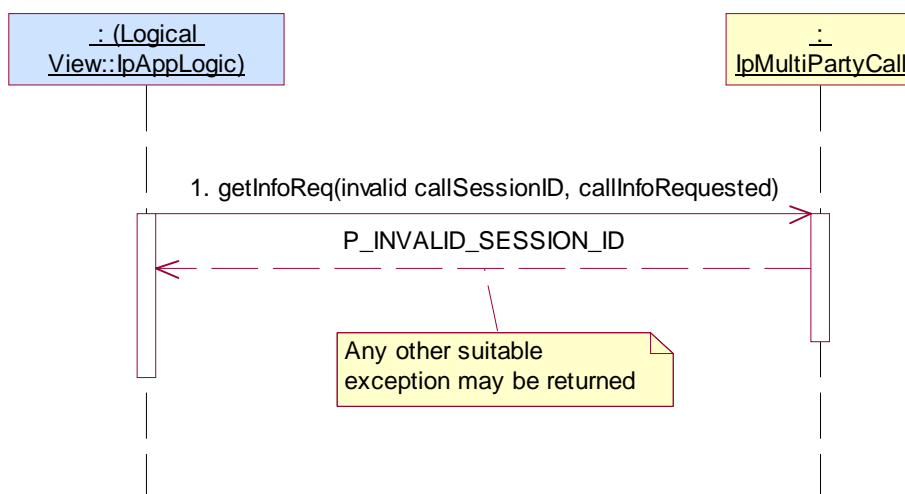 : (Logical
View::IpAppLogic)
:
IpMultiPartyCall
1. getInfoReq(invalid callSessionID, callInfoRequested)
P_INVALID_SESSION_ID
Any other suitable
exception may be returned